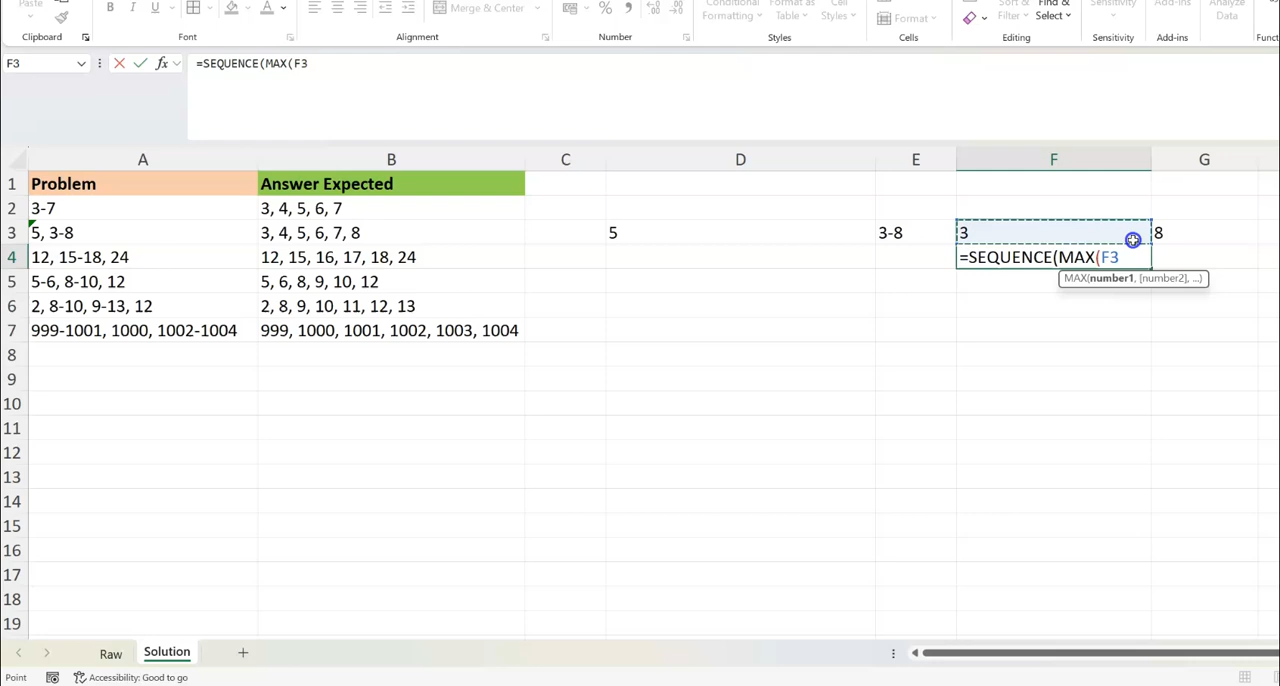 Paste
B I U
A
Merge & Center
%
Conditional Formatting
Format as Table
Cell Styles
Format
Sort & Filter
Find & Select
Sensitivity
Add-ins
Analyze Data
Clipboard
Font
Alignment
Number
Styles
Cells
Editing
Sensitivity
Add-ins
Funct
F3 fx =SEQUENCE(MAX(F3
A B C D E F G
1 Problem Answer Expected
2 3-7 3, 4, 5, 6, 7
3 5, 3-8 3, 4, 5, 6, 7, 8 5 3-8 3 8
4 12, 15-18, 24 12, 15, 16, 17, 18, 24 =SEQUENCE(MAX(F3
MAX(number1, [number2], ...)
5 5-6, 8-10, 12 5, 6, 8, 9, 10, 12
6 2, 8-10, 9-13, 12 2, 8, 9, 10, 11, 12, 13
7 999-1001, 1000, 1002-1004 999, 1000, 1001, 1002, 1003, 1004
8
9
10
11
12
13
14
15
16
17
18
19
Raw Solution
Point Accessibility: Good to go